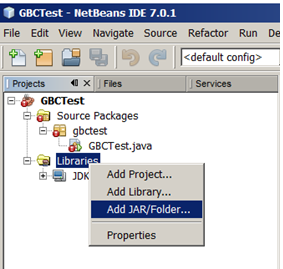 GBCTest - NetBeans IDE 7.0.1
File Edit View Navigate Source Refactor Run
<default config>
Projects Files Services
GBCTest
Source Packages
gbctest
GBCTest.java
Libraries
JDK
Add Project...
Add Library...
Add JAR/Folder...
Properties